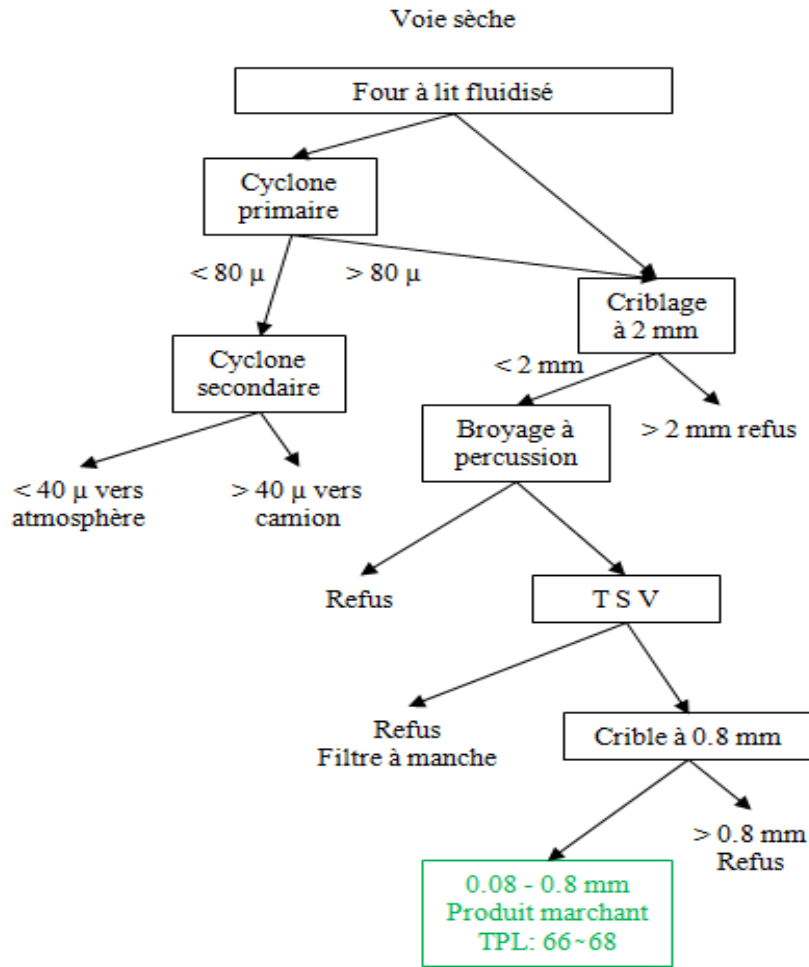 Voie sèche
Four à lit fluidisé
Cyclone
primaire
< 80 µ
> 80 µ
Criblage
à 2 mm
Cyclone
secondaire
< 2 mm
> 2 mm refus
Broyage à
percussion
< 40 µ vers
atmosphère
> 40 µ vers
camion
Refus
T S V
Refus
Filtre à manche
Crible à 0.8 mm
> 0.8 mm
Refus
0.08 - 0.8 mm
Produit marchant
TPL: 66~68